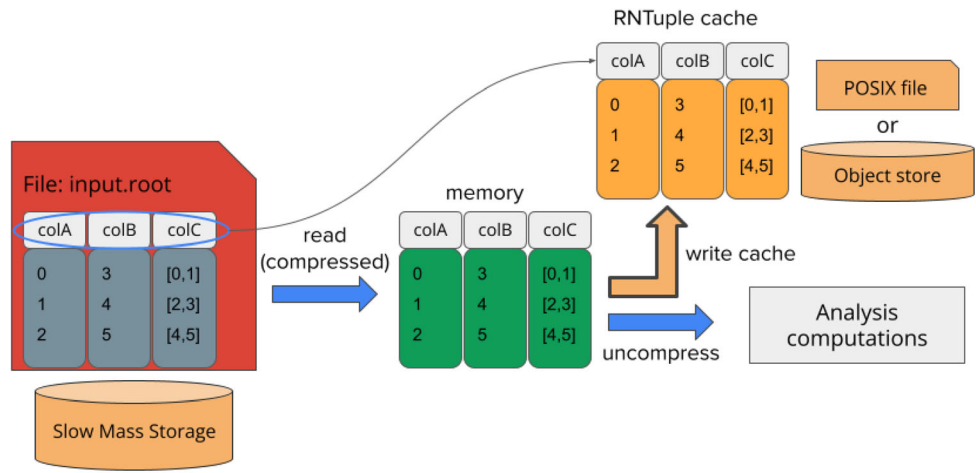 RNTuple cache
colA colB colC
0 3 [0,1]
1 4 [2,3]
2 5 [4,5]
POSIX file
or
Object store
File: input.root
colA colB colC
0 3 [0,1]
1 4 [2,3]
2 5 [4,5]
Slow Mass Storage
read
(compressed)
memory
colA colB colC
0 3 [0,1]
1 4 [2,3]
2 5 [4,5]
write cache
uncompress
Analysis
computations